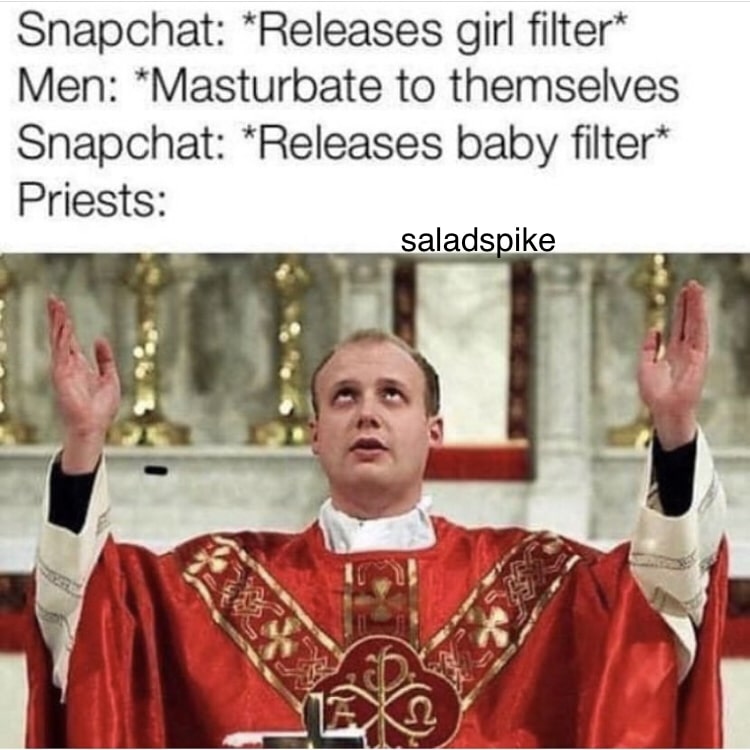 Snapchat: *Releases girl filter*
Men: *Masturbate to themselves
Snapchat: *Releases baby filter*
Priests:
saladspike
Α Ω